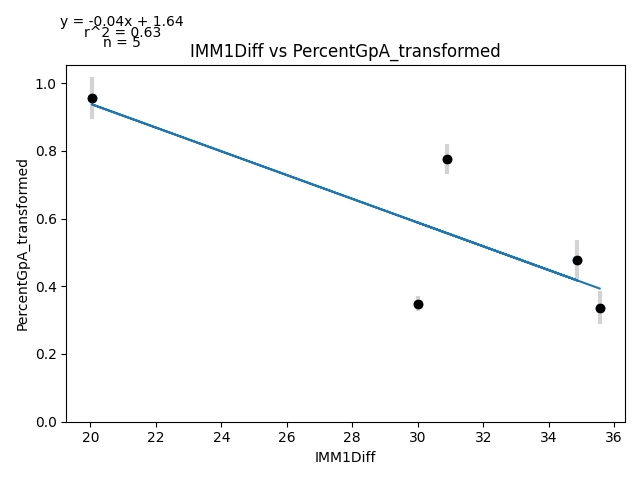 y = -0.04x + 1.64
r^2 = 0.63
n = 5
IMM1Diff vs PercentGpA_transformed
1.0
0.8
0.6
0.4
0.2
0.0
PercentGpA_transformed
20 22 24 26 28 30 32 34 36
IMM1Diff